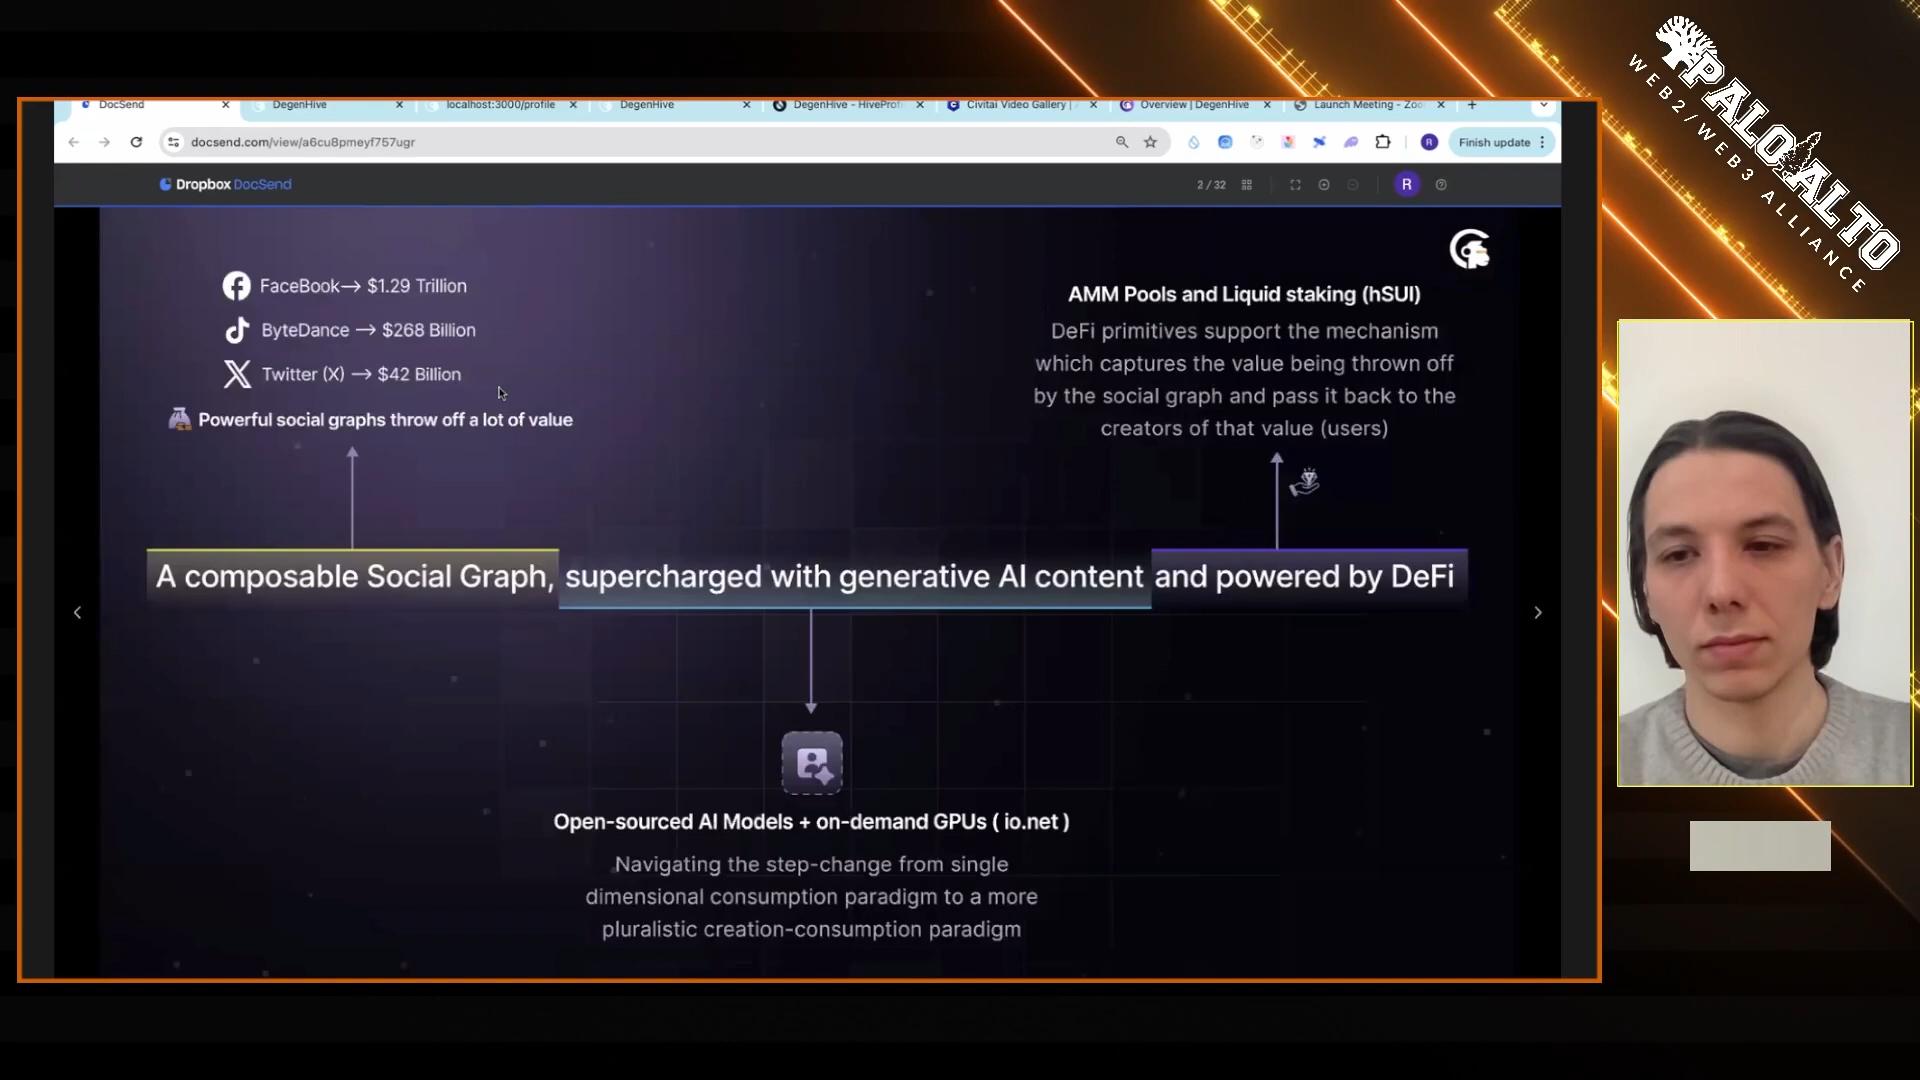 DocSend
DegenHive
localhost:3000/profile
DegenHive
DegenHive - HiveProf
Civitai Video Gallery |
Overview | DegenHive
Launch Meeting - Zoo
docsend.com/view/a6cu8pmeyf757ugr
R
Finish update
Dropbox DocSend
2 / 32
R
FaceBook→ $1.29 Trillion
ByteDance → $268 Billion
Twitter (X) → $42 Billion
Powerful social graphs throw off a lot of value
AMM Pools and Liquid staking (hSUI)
DeFi primitives support the mechanism
which captures the value being thrown off
by the social graph and pass it back to the
creators of that value (users)
A composable Social Graph, supercharged with generative AI content and powered by DeFi
Open-sourced AI Models + on-demand GPUs ( io.net )
Navigating the step-change from single
dimensional consumption paradigm to a more
pluralistic creation-consumption paradigm
PALO ALTO
WEB2/WEB3 ALLIANCE